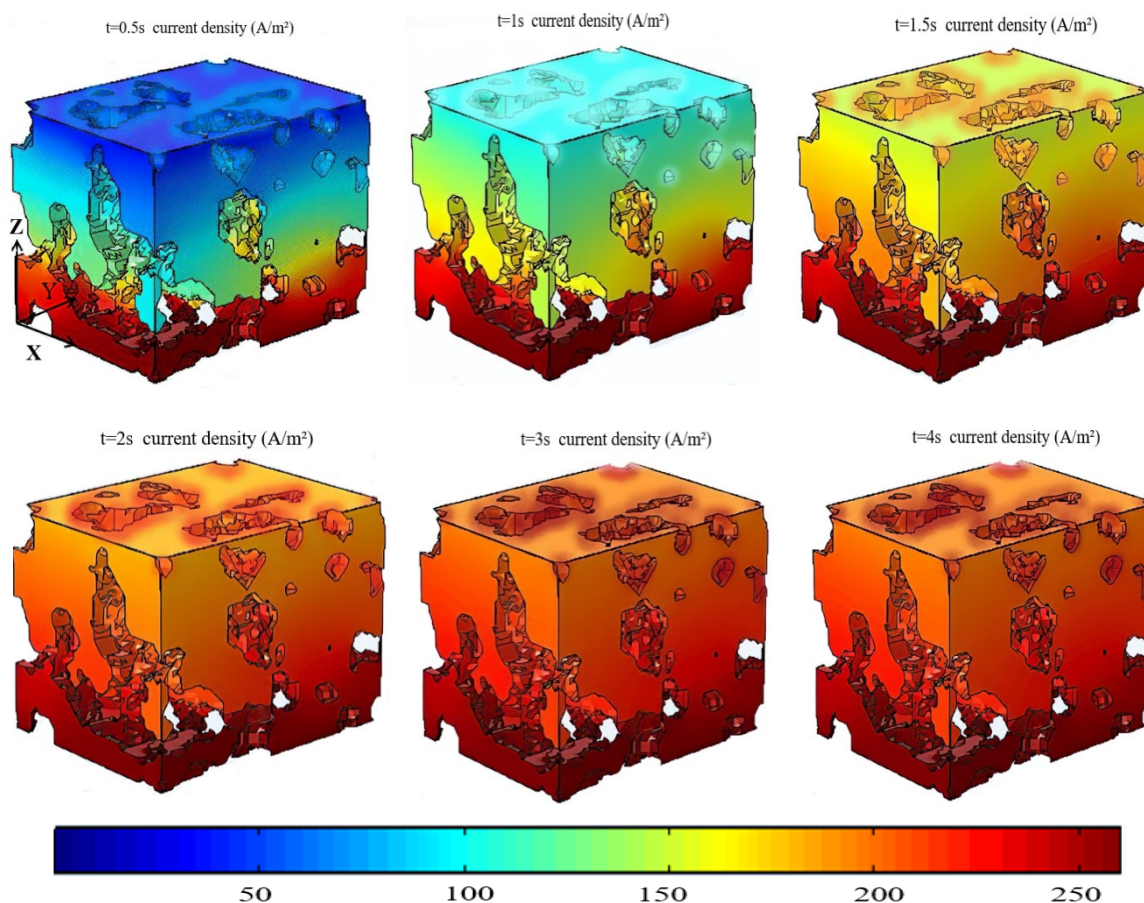 t=0.5s current density (A/m²)
t=1s current density (A/m²)
t=1.5s current density (A/m²)
Z
Y
X
t=2s current density (A/m²)
t=3s current density (A/m²)
t=4s current density (A/m²)
50 100 150 200 250